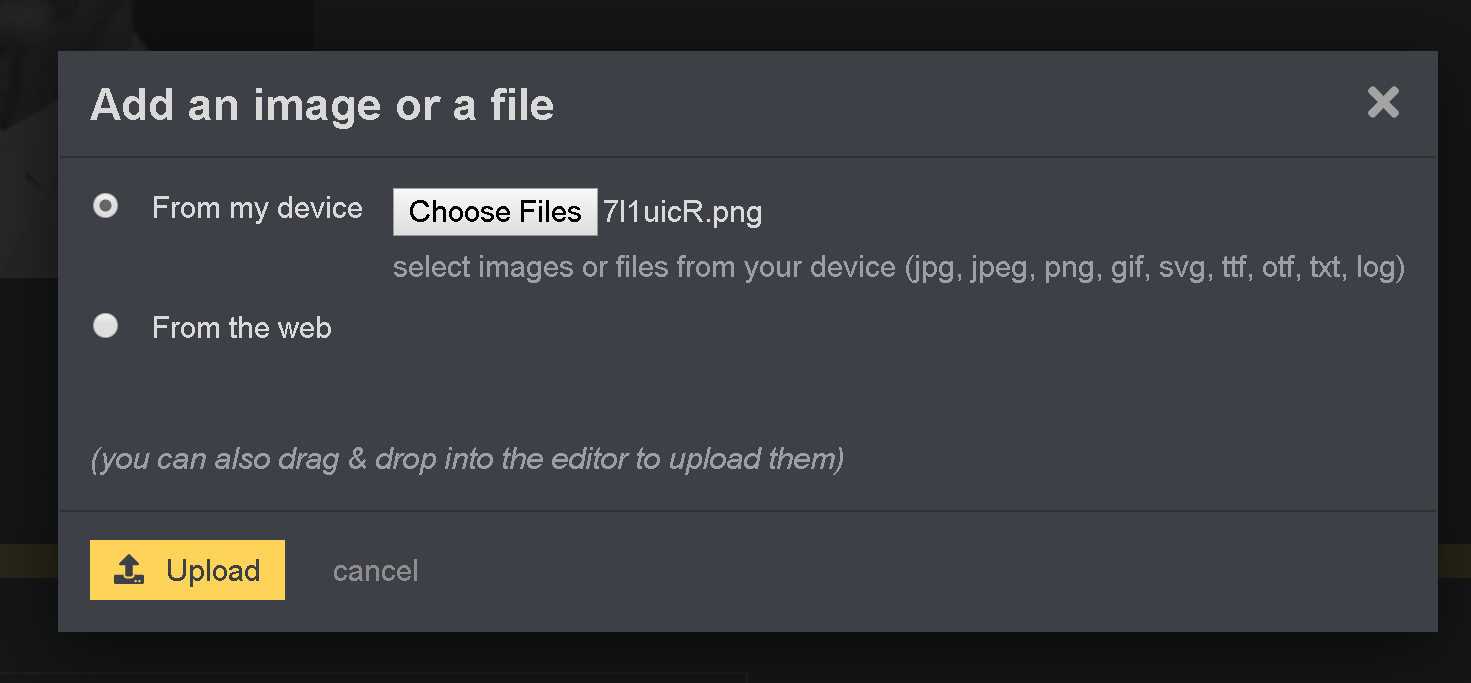 Add an image or a file
From my device Choose Files 7l1uicR.png
select images or files from your device (jpg, jpeg, png, gif, svg, ttf, otf, txt, log)
From the web
(you can also drag & drop into the editor to upload them)
Upload cancel